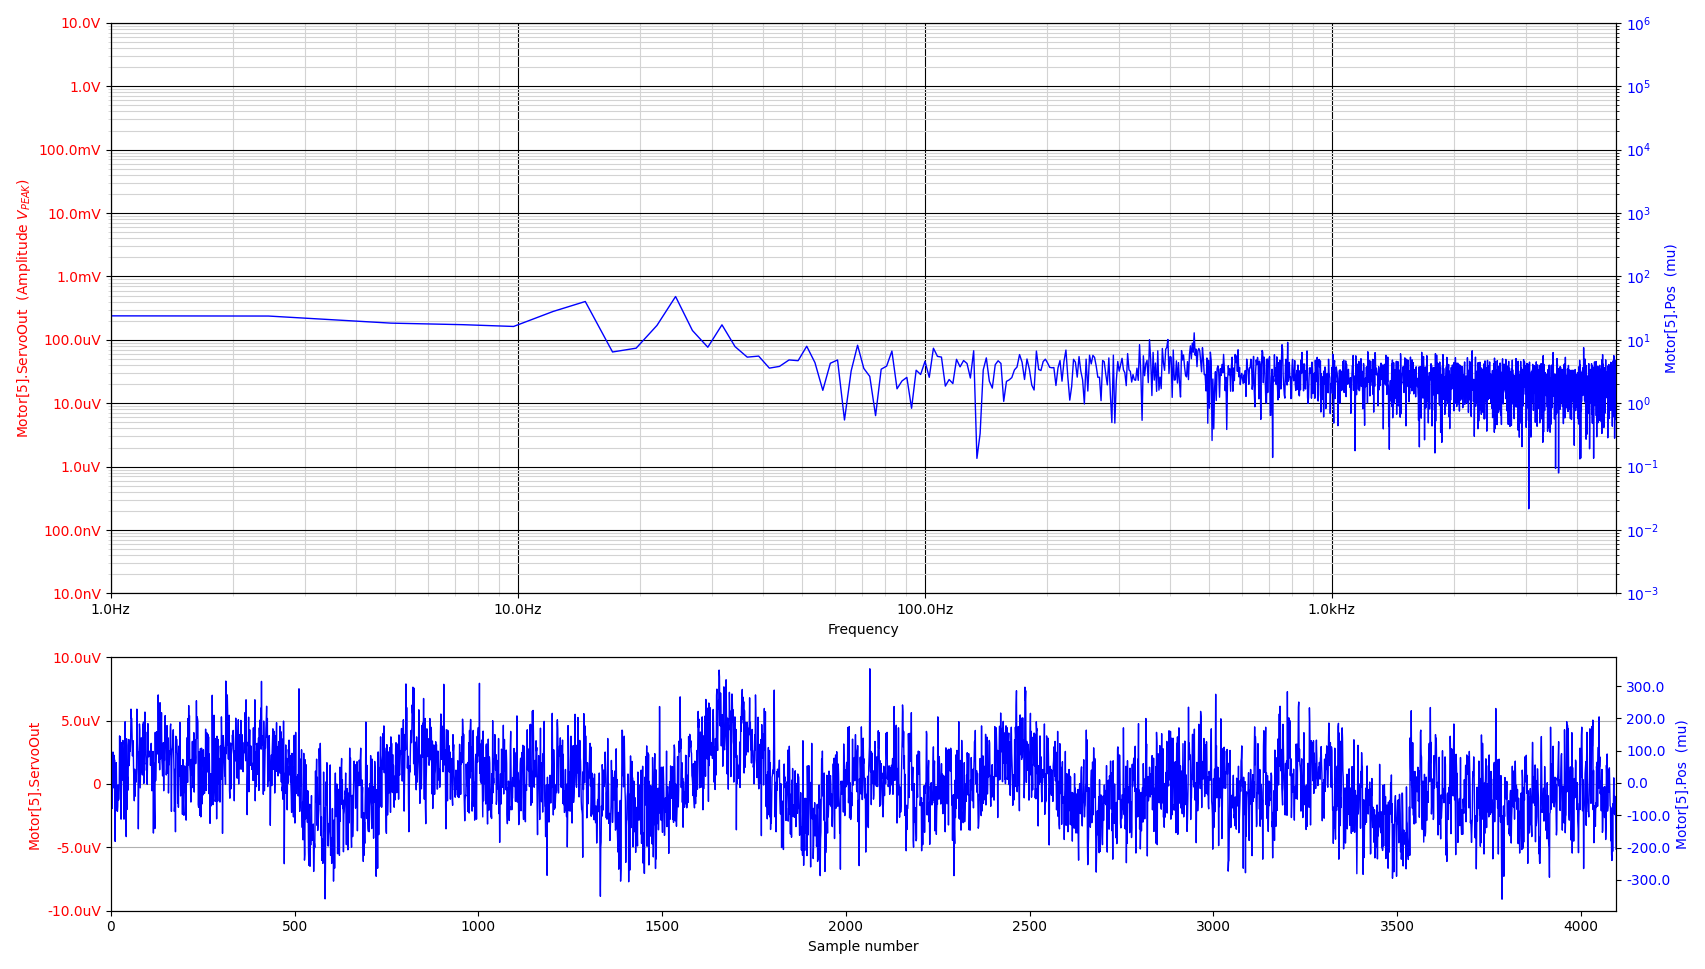 10.0V
1.0V
100.0mV
10.0mV
1.0mV
100.0uV
10.0uV
1.0uV
100.0nV
10.0nV
Motor[5].ServoOut (Amplitude V_PEAK)
10^6
10^5
10^4
10^3
10^2
10^1
10^0
10^-1
10^-2
10^-3
Motor[5].Pos (mu)
1.0Hz 10.0Hz 100.0Hz 1.0kHz
Frequency
10.0uV
5.0uV
0
-5.0uV
-10.0uV
Motor[5].ServoOut
300.0
200.0
100.0
0.0
-100.0
-200.0
-300.0
Motor[5].Pos (mu)
0 500 1000 1500 2000 2500 3000 3500 4000
Sample number